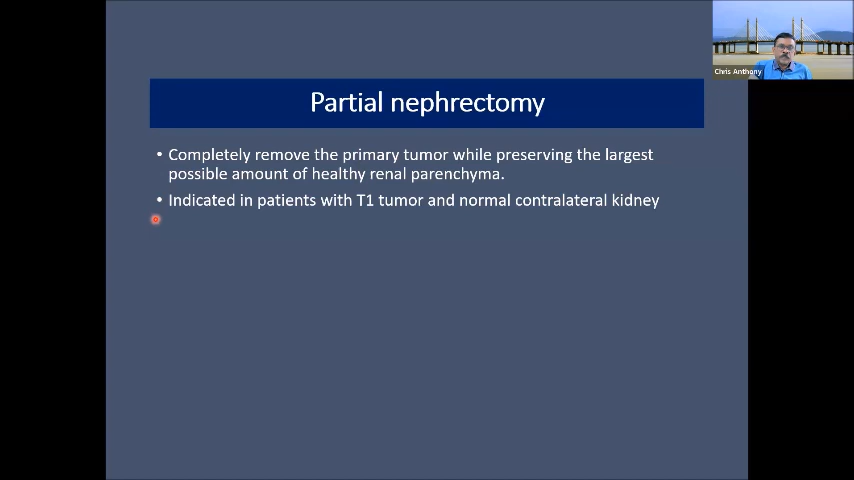 Partial nephrectomy
• Completely remove the primary tumor while preserving the largest
possible amount of healthy renal parenchyma.
• Indicated in patients with T1 tumor and normal contralateral kidney
Chris Anthony